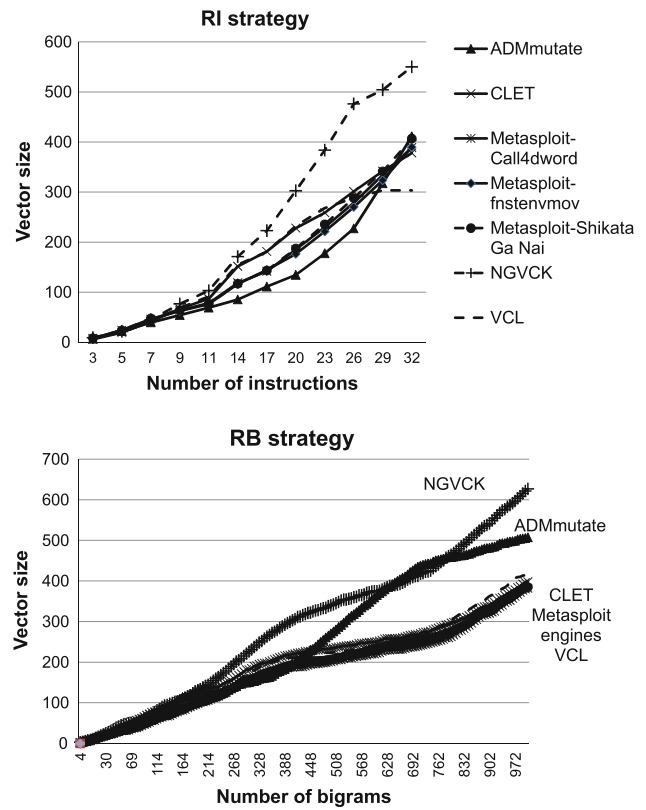 RI strategy
600
500
400
300
200
100
0
Vector size
3 5 7 9 11 14 17 20 23 26 29 32
Number of instructions
ADMmutate
CLET
Metasploit-
Call4dword
Metasploit-
fnstenvmov
Metasploit-Shikata
Ga Nai
NGVCK
VCL
RB strategy
700
600
500
400
300
200
100
0
Vector size
NGVCK
ADMmutate
CLET
Metasploit
engines
VCL
4 30 69 114 164 214 268 328 388 448 508 568 628 692 762 832 902 972
Number of bigrams